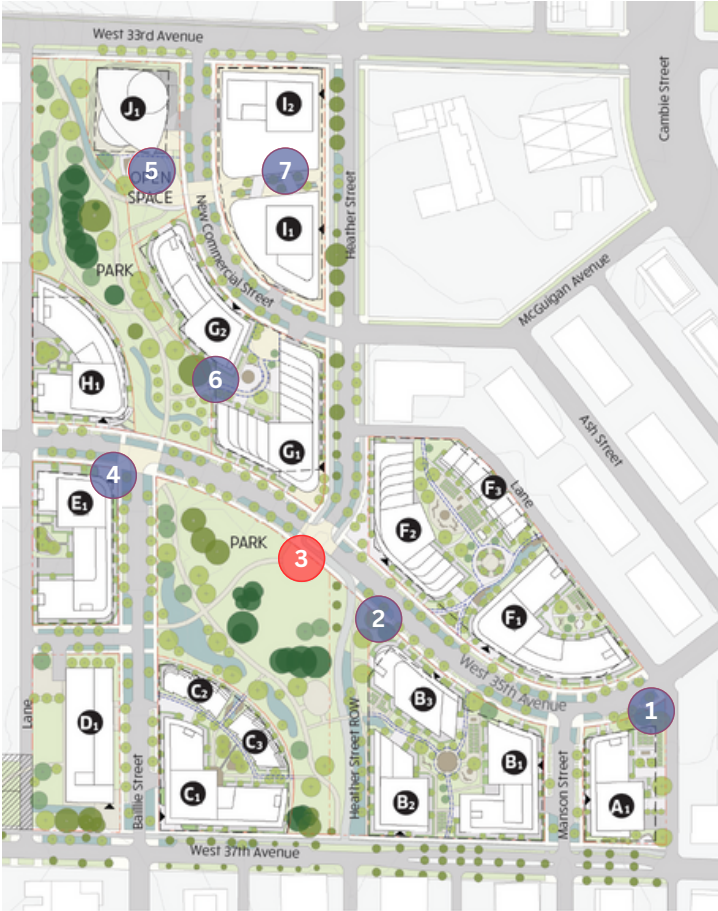 West 33rd Avenue
Cambie Street
J1
I2
5
7
OPEN
SPACE
New Commercial Street
I1
Heather Street
PARK
McGuigan Avenue
G2
H1
6
Ash Street
G1
4
E1
F3
Lane
F2
PARK
3
2
F1
West 35th Avenue
C2
B3
1
Lane
D1
C3
Heather Street ROW
B1
Baillie Street
C1
B2
Manson Street
A1
West 37th Avenue